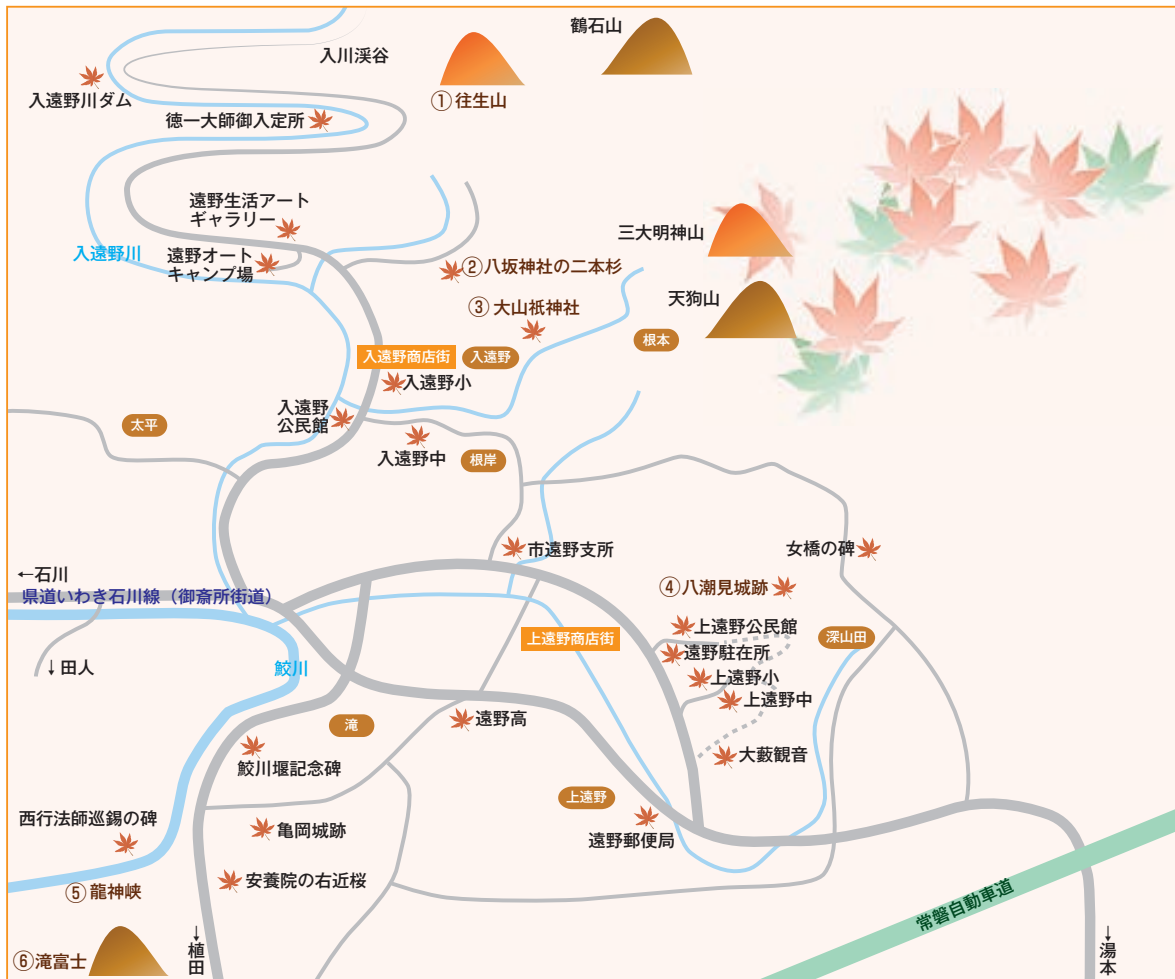 鶴石山
入川渓谷
入遠野川ダム
①往生山
徳一大師御入定所
遠野生活アート
ギャラリー
三大明神山
入遠野川
遠野オート
キャンプ場
②八坂神社の二本杉
天狗山
③大山祇神社
根本
入遠野商店街
入遠野
入遠野小
入遠野
公民館
太平
入遠野中
根岸
市遠野支所
女橋の碑
←石川
④八潮見城跡
県道いわき石川線（御斎所街道）
上遠野公民館
上遠野商店街
深山田
遠野駐在所
↓田人
鮫川
上遠野小
上遠野中
滝
遠野高
大藪観音
鮫川堰記念碑
上遠野
西行法師巡錫の碑
亀岡城跡
遠野郵便局
安養院の右近桜
⑤龍神峡
常磐自動車道
↓植田
↓湯本
⑥滝富士